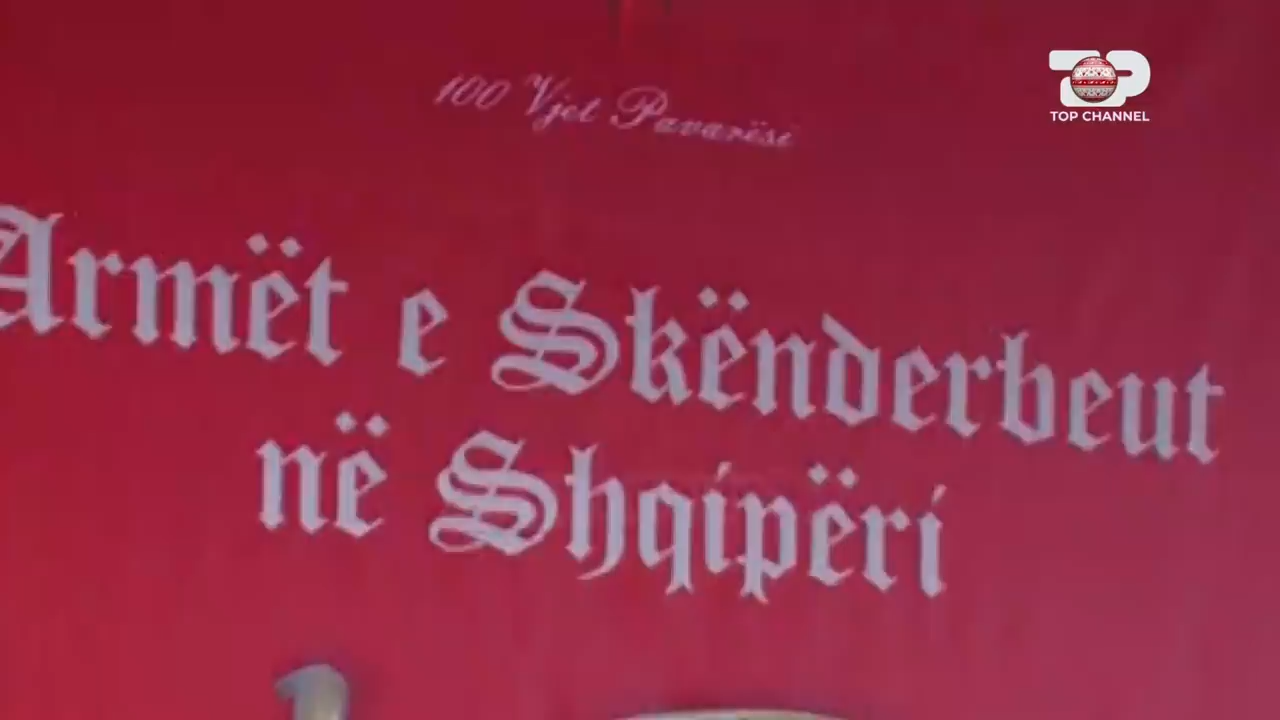 100 Vjet Pavarësi
Armët e Skënderbeut
në Shqipëri
TOP CHANNEL